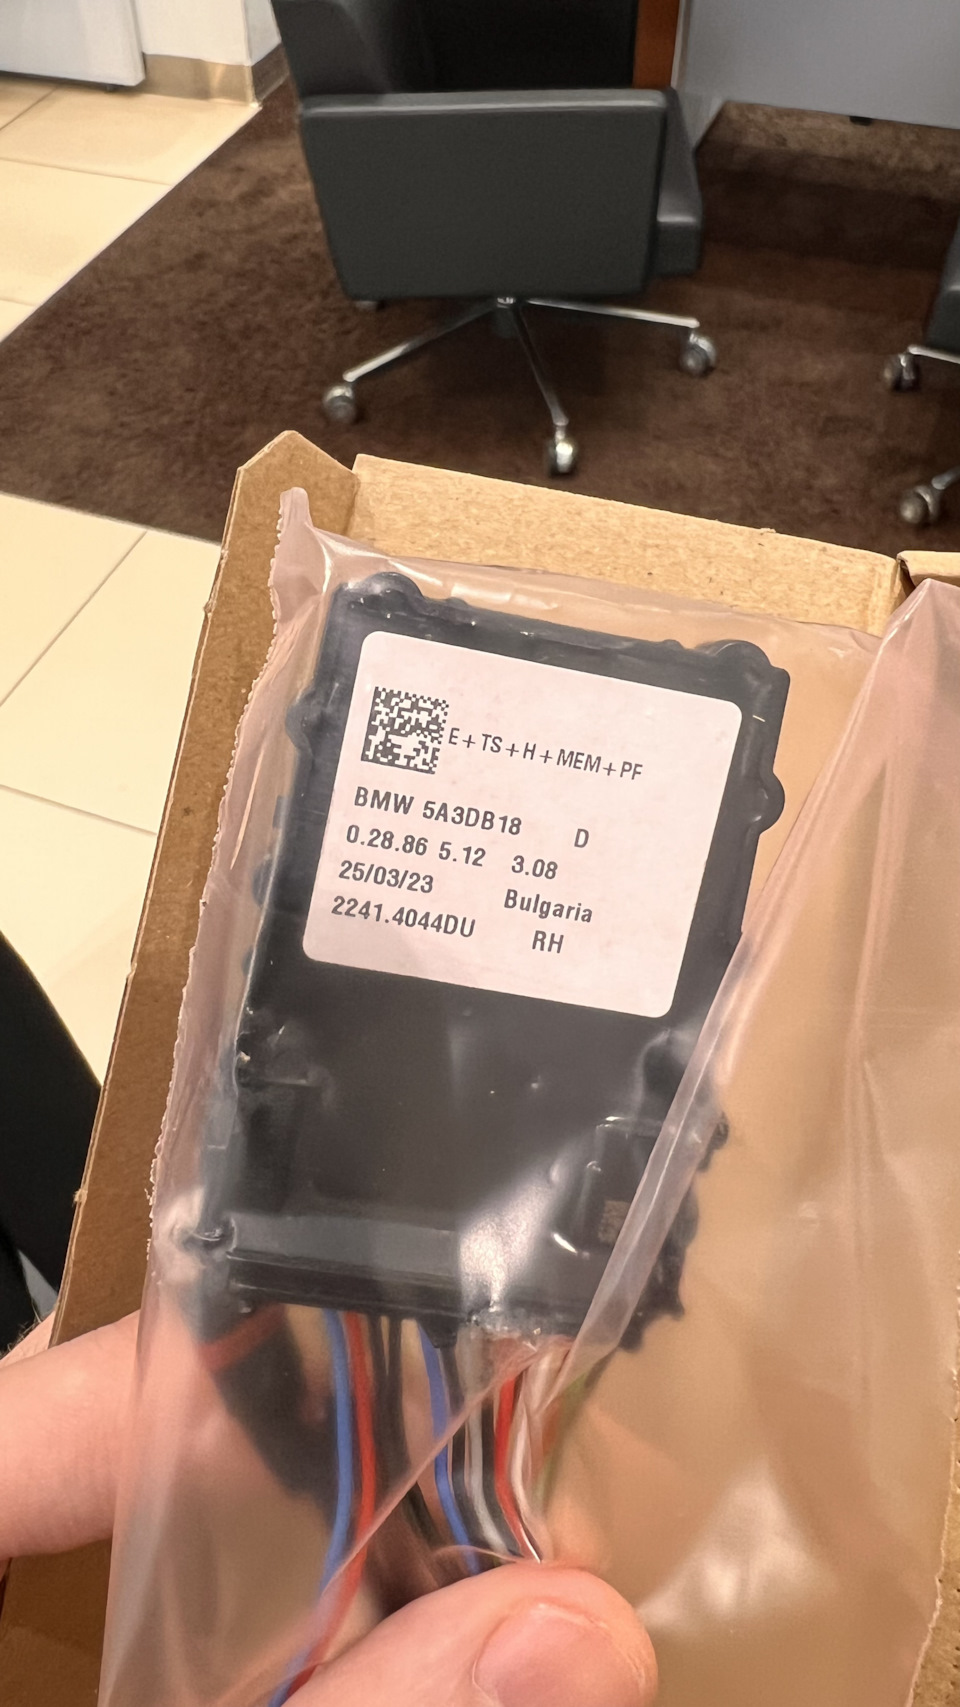 E+TS+H+MEM+PF
BMW 5A3DB18 D
0.28.86 5.12 3.08
25/03/23 Bulgaria
2241.4044DU RH